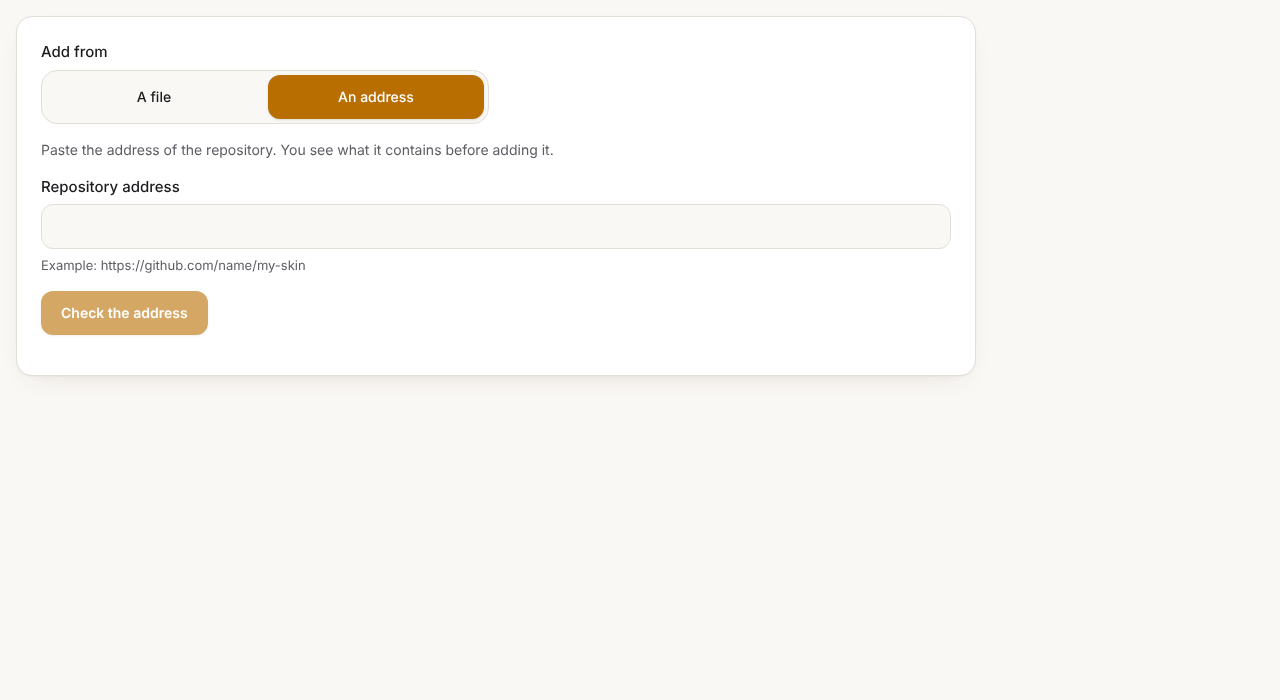 Add from
A file
An address
Paste the address of the repository. You see what it contains before adding it.
Repository address
Example: https://github.com/name/my-skin
Check the address